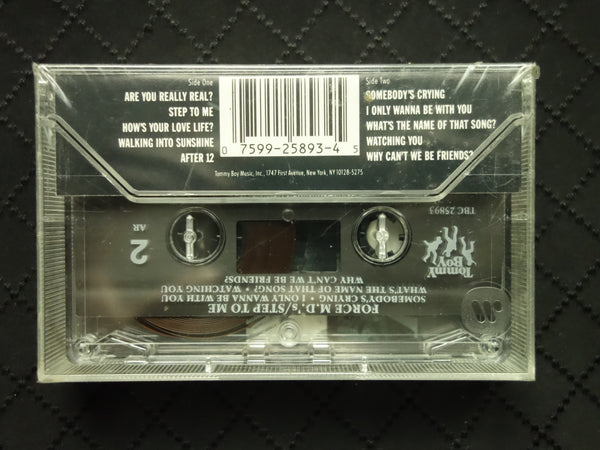 Side One
ARE YOU REALLY REAL?
STEP TO ME
HOW'S YOUR LOVE LIFE?
WALKING INTO SUNSHINE
AFTER 12
0 7599-25893-4 5
Tommy Boy Music, Inc., 1747 First Avenue, New York, NY 10128-5275
Side Two
SOMEBODY'S CRYING
I ONLY WANNA BE WITH YOU
WHAT'S THE NAME OF THAT SONG?
WATCHING YOU
WHY CAN'T WE BE FRIENDS?
AR
2
TBC 25893
Tommy
Boy
FORCE M.D.'s/STEP TO ME
SOMEBODY'S CRYING • I ONLY WANNA BE WITH YOU
WHAT'S THE NAME OF THAT SONG? • WATCHING YOU
WHY CAN'T WE BE FRIENDS?